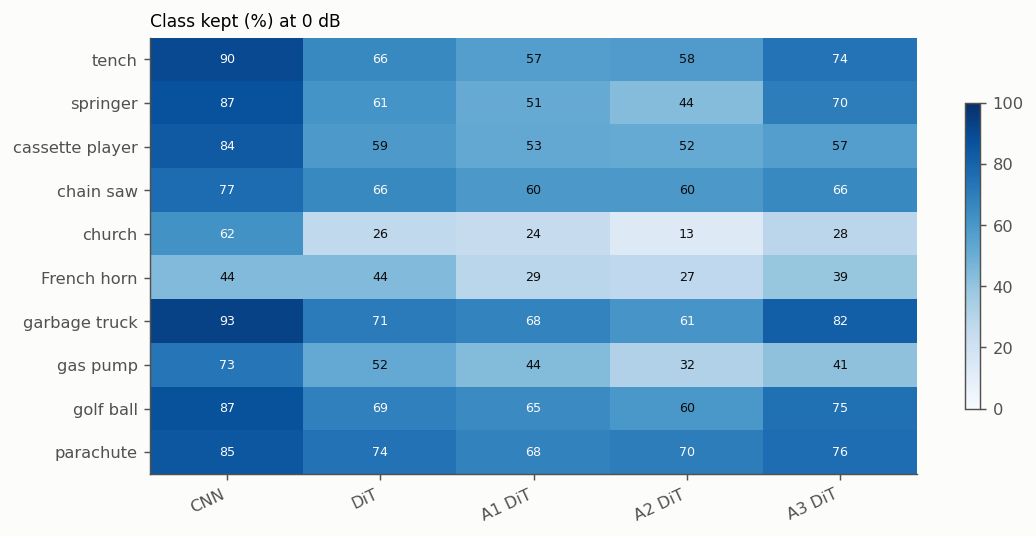 Class kept (%) at 0 dB
tench 90 66 57 58 74
springer 87 61 51 44 70
cassette player 84 59 53 52 57
chain saw 77 66 60 60 66
church 62 26 24 13 28
French horn 44 44 29 27 39
garbage truck 93 71 68 61 82
gas pump 73 52 44 32 41
golf ball 87 69 65 60 75
parachute 85 74 68 70 76
CNN DiT A1 DiT A2 DiT A3 DiT
100
80
60
40
20
0